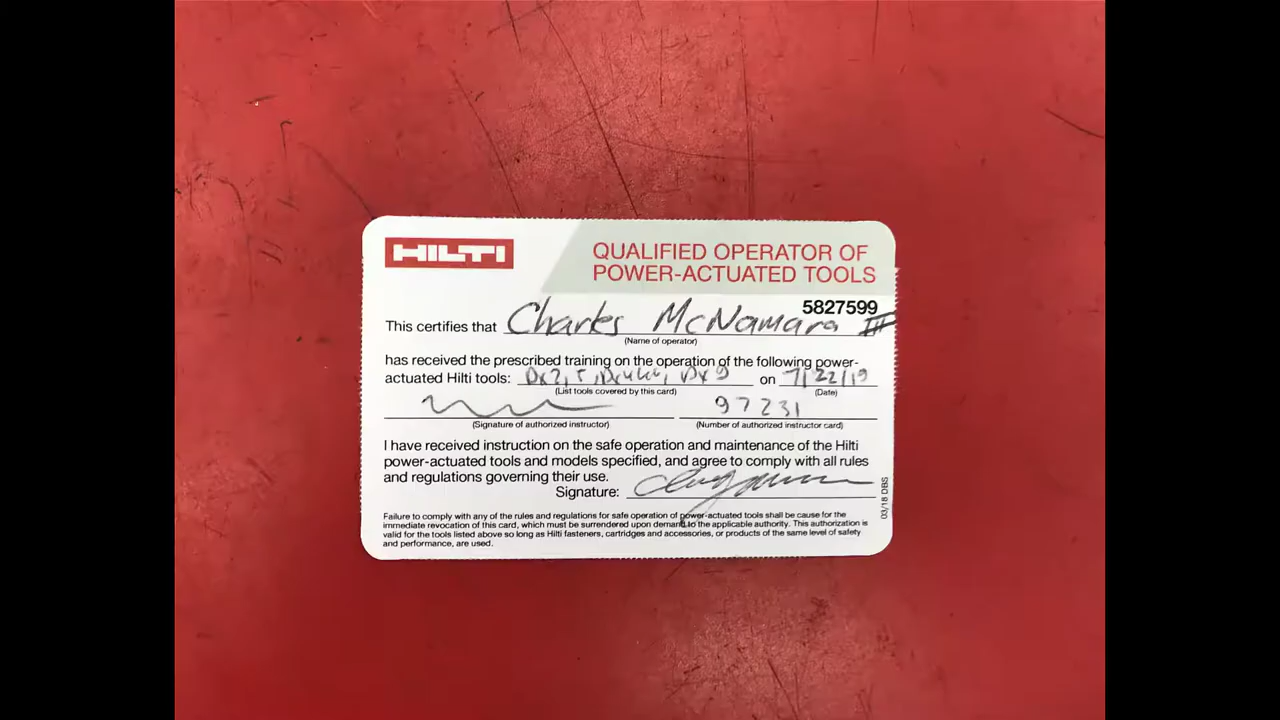 HILTI
QUALIFIED OPERATOR OF
POWER-ACTUATED TOOLS
5827599
This certifies that Charles McNamara III
(Name of operator)
has received the prescribed training on the operation of the following power-
actuated Hilti tools: Dx2, 5, Dx460, Dx9 on 7/22/19
(List tools covered by this card) (Date)
97231
(Signature of authorized instructor) (Number of authorized instructor card)
I have received instruction on the safe operation and maintenance of the Hilti
power-actuated tools and models specified, and agree to comply with all rules
and regulations governing their use.
Signature:
03/18 DBS
Failure to comply with any of the rules and regulations for safe operation of power-actuated tools shall be cause for the
immediate revocation of this card, which must be surrendered upon demand to the applicable authority. This authorization is
valid for the tools listed above so long as Hilti fasteners, cartridges and accessories, or products of the same level of safety
and performance, are used.